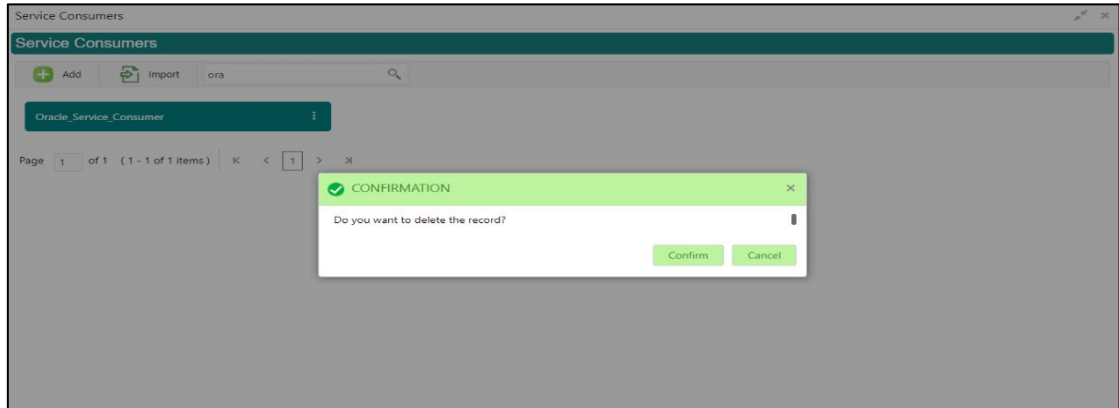 Service Consumers
Service Consumers
Add Import ora
Oracle_Service_Consumer
Page 1 of 1 (1 - 1 of 1 items) K < 1 > ⁠Ж
CONFIRMATION
Do you want to delete the record?
Confirm Cancel